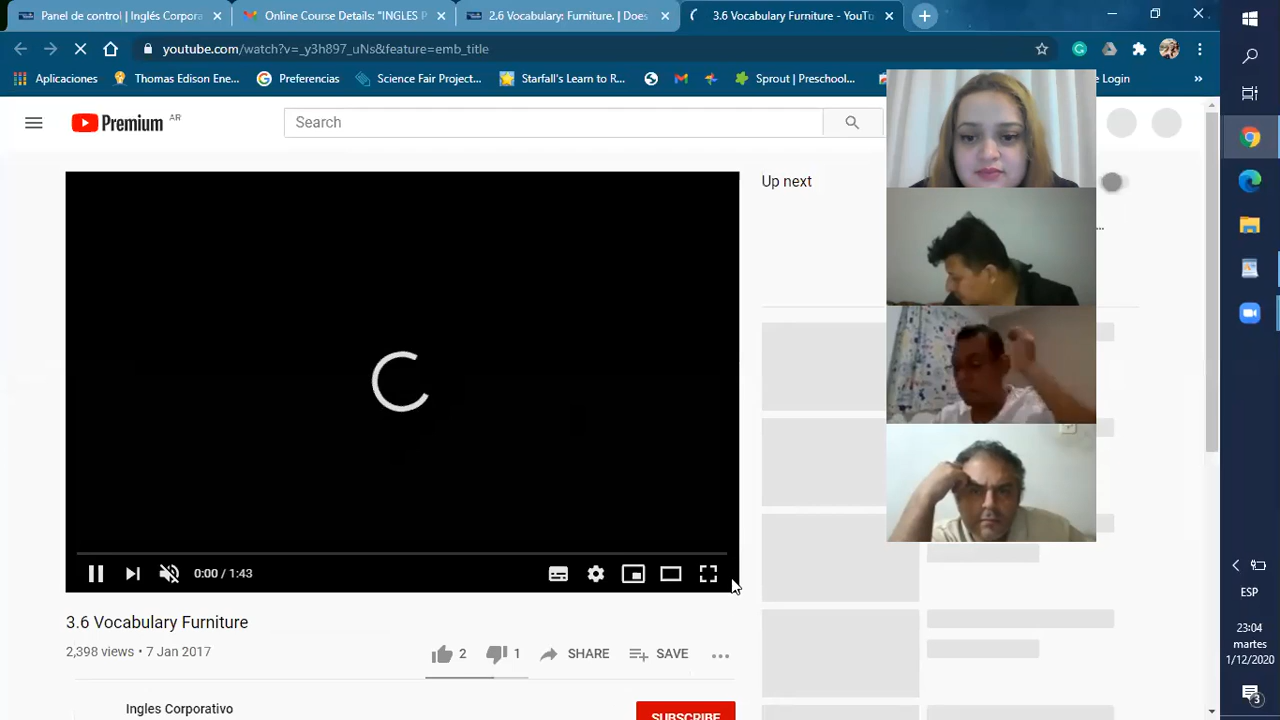 Panel de control | Inglés Corpora
Online Course Details: "INGLES P
2.6 Vocabulary: Furniture. | Does
3.6 Vocabulary Furniture - YouTu
youtube.com/watch?v=_y3h897_uNs&feature=emb_title
Aplicaciones
Thomas Edison Ene...
Preferencias
Science Fair Project...
Starfall's Learn to R...
Sprout | Preschool...
e Login
»
Premium AR
Search
Up next
...
0:00 / 1:43
3.6 Vocabulary Furniture
2,398 views • 7 Jan 2017
2
1
SHARE
SAVE
Ingles Corporativo
SUBSCRIBE
ESP
23:04
martes
1/12/2020
3